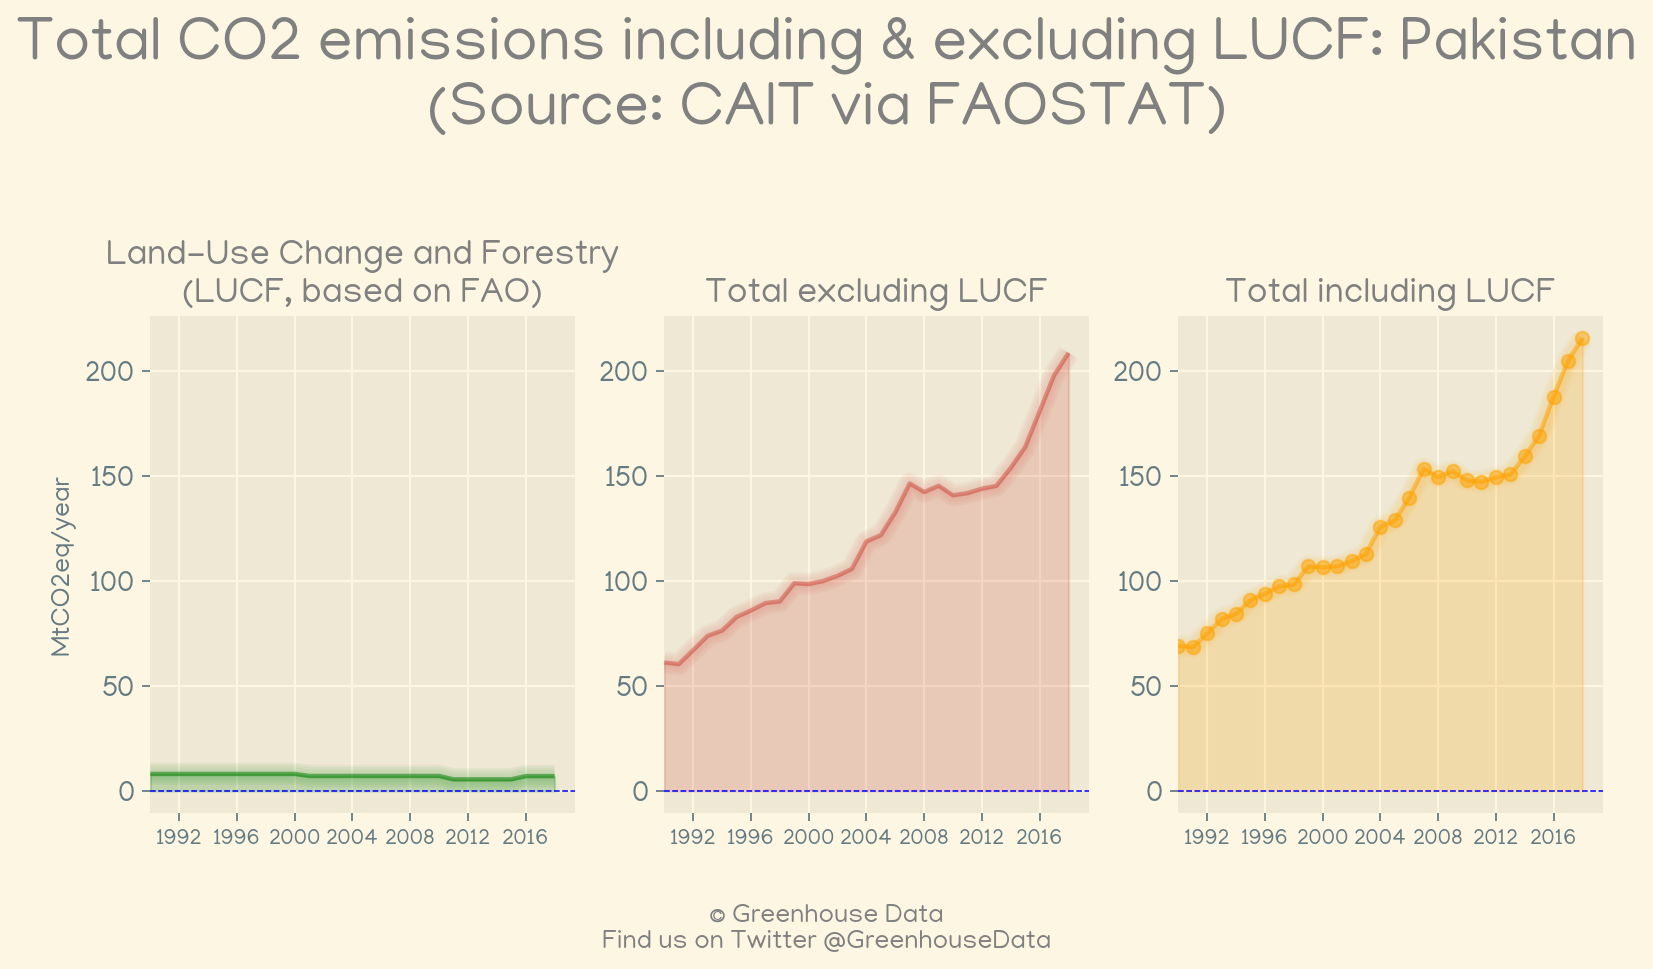 Total CO2 emissions including & excluding LUCF: Pakistan
(Source: CAIT via FAOSTAT)
Land-Use Change and Forestry
(LUCF, based on FAO)
Total excluding LUCF
Total including LUCF
MtCO2eq/year
200
150
100
50
0
1992 1996 2000 2004 2008 2012 2016
200
150
100
50
0
1992 1996 2000 2004 2008 2012 2016
200
150
100
50
0
1992 1996 2000 2004 2008 2012 2016
© Greenhouse Data
Find us on Twitter @GreenhouseData